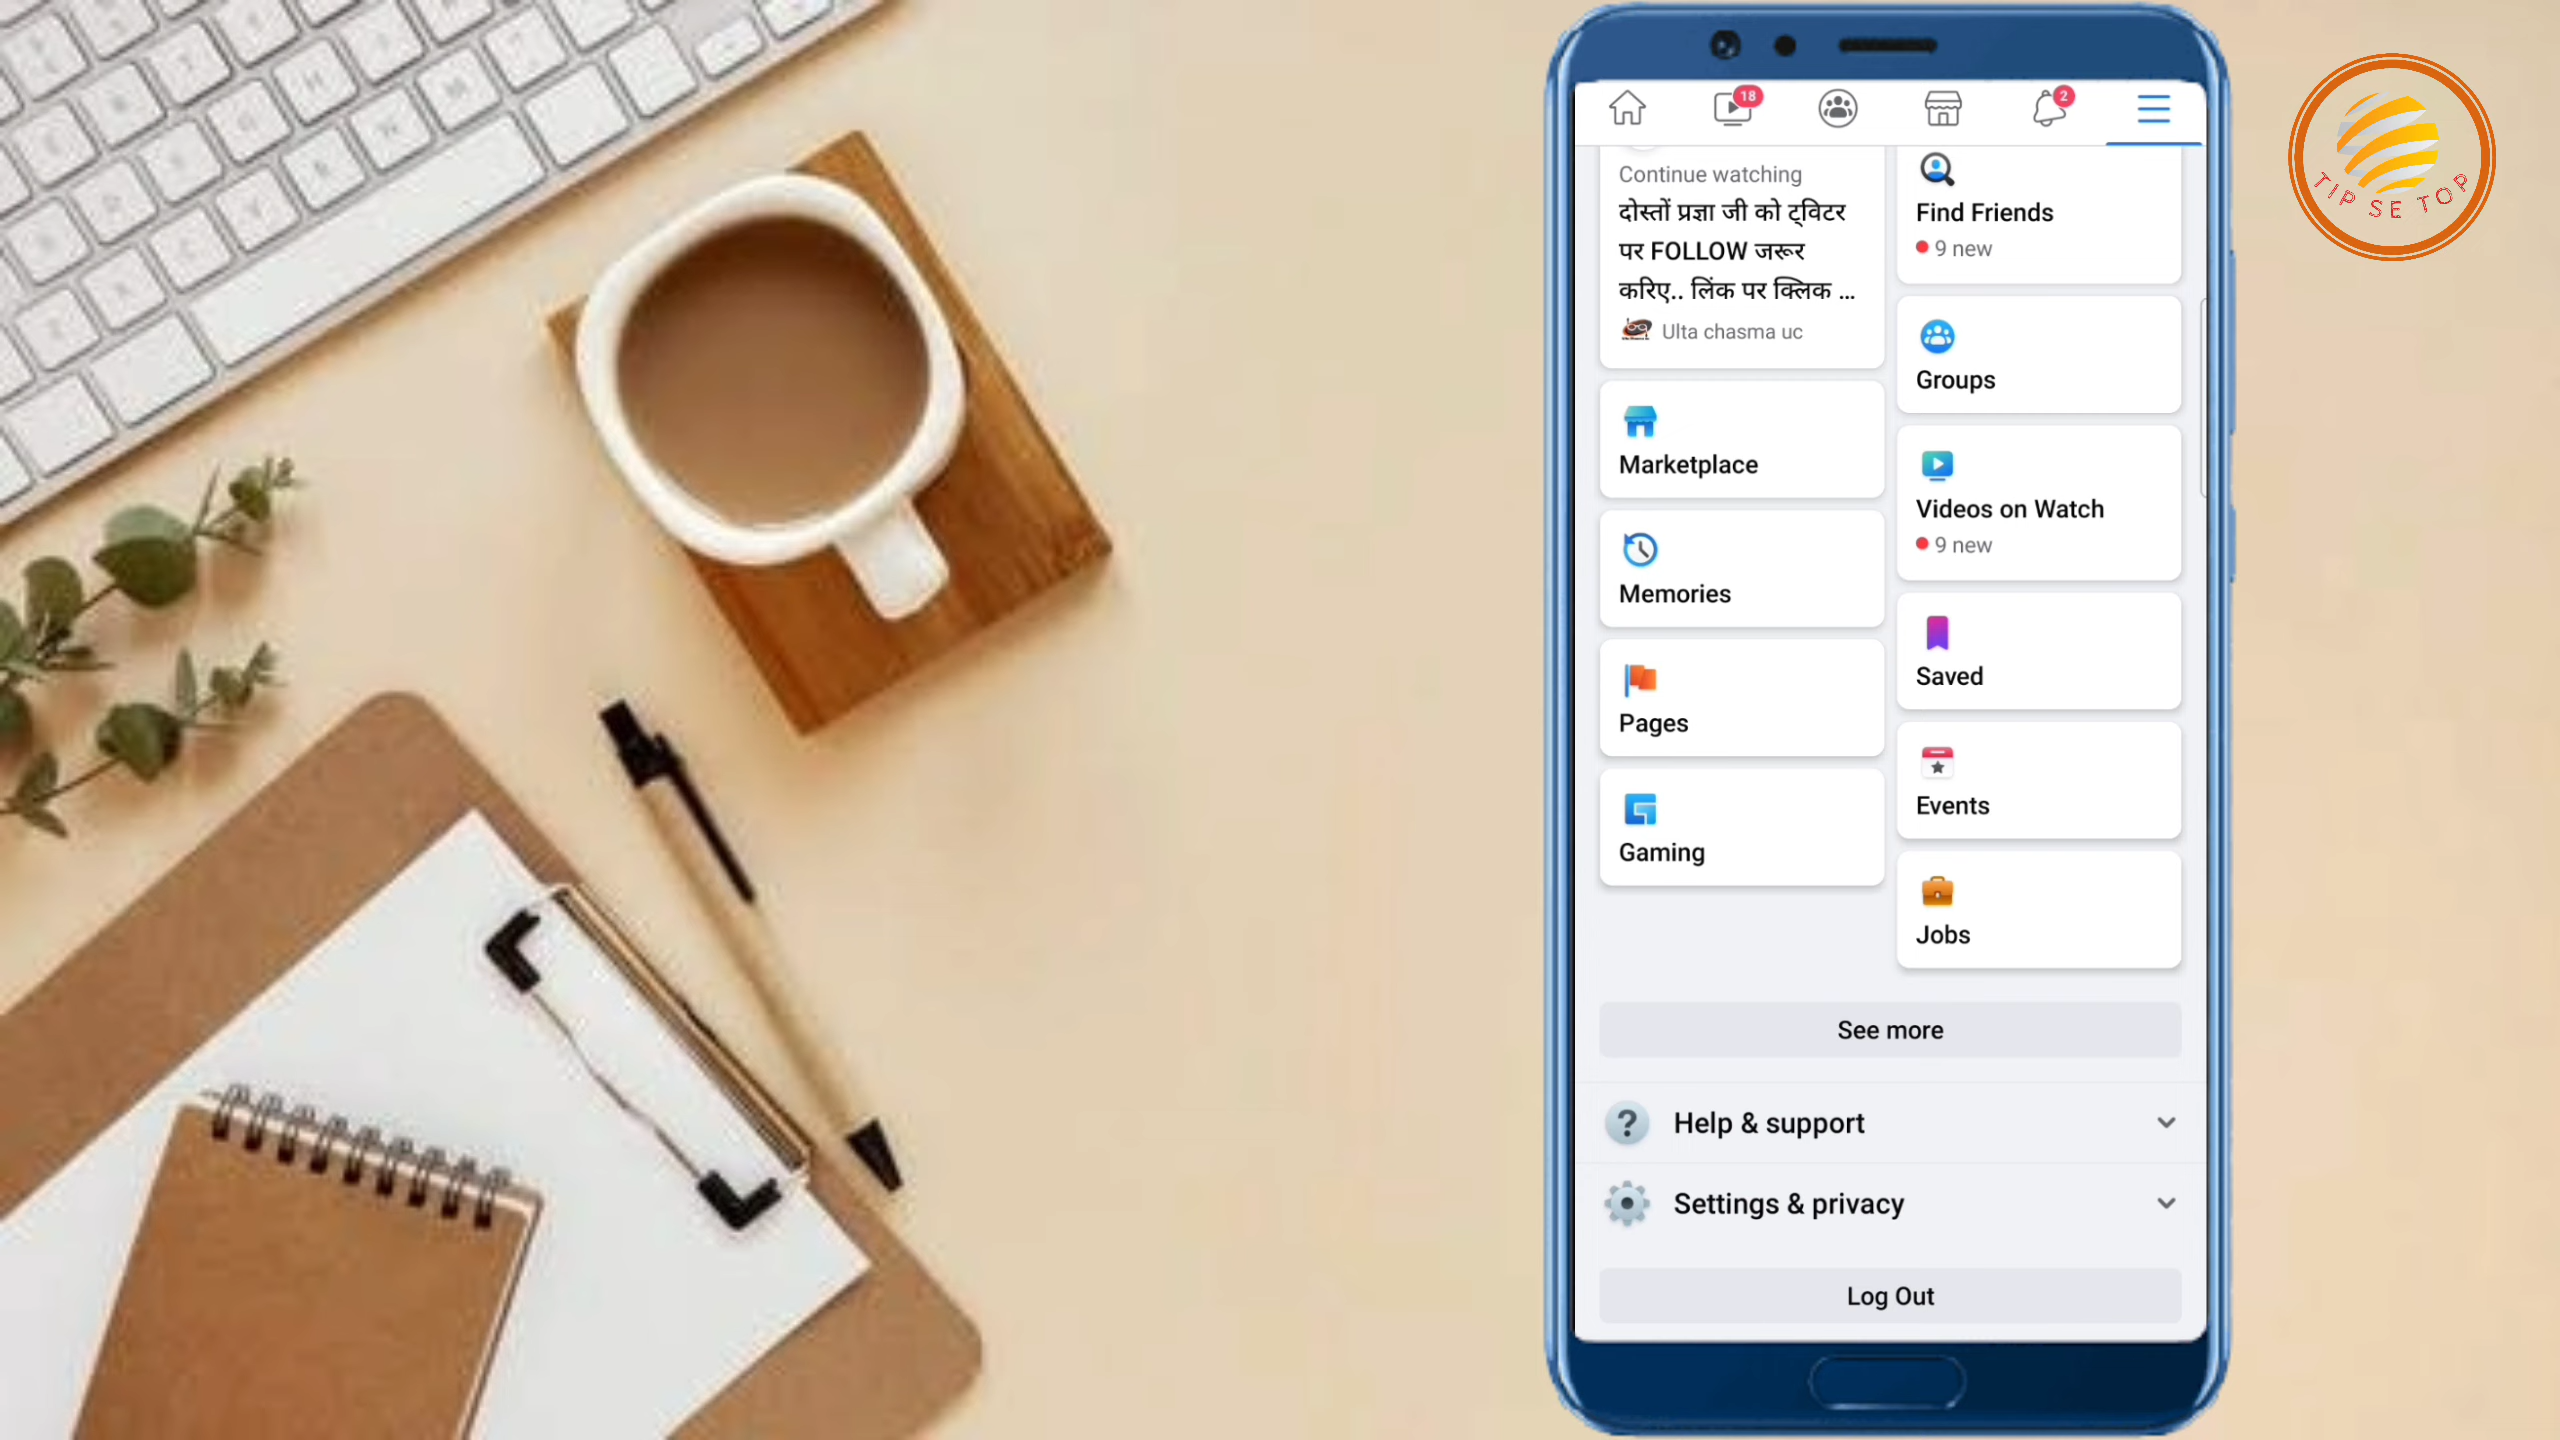 18
2
Continue watching
दोस्तों प्रज्ञा जी को ट्विटर
पर FOLLOW जरूर
करिए.. लिंक पर क्लिक ...
Ulta chasma uc
Find Friends
9 new
Groups
Marketplace
Videos on Watch
9 new
Memories
Saved
Pages
Events
Gaming
Jobs
See more
Help & support
Settings & privacy
Log Out
TIP SE TOP